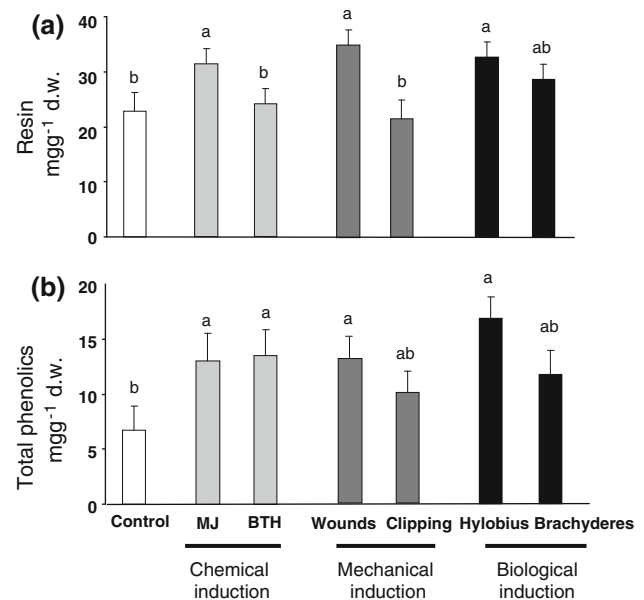 (a)
40
30
20
10
0
Resin
mgg-1 d.w.
b
a
b
a
b
a
ab
(b)
20
15
10
5
0
Total phenolics
mgg-1 d.w.
b
a
a
a
ab
a
ab
Control MJ BTH Wounds Clipping Hylobius Brachyderes
Chemical induction
Mechanical induction
Biological induction